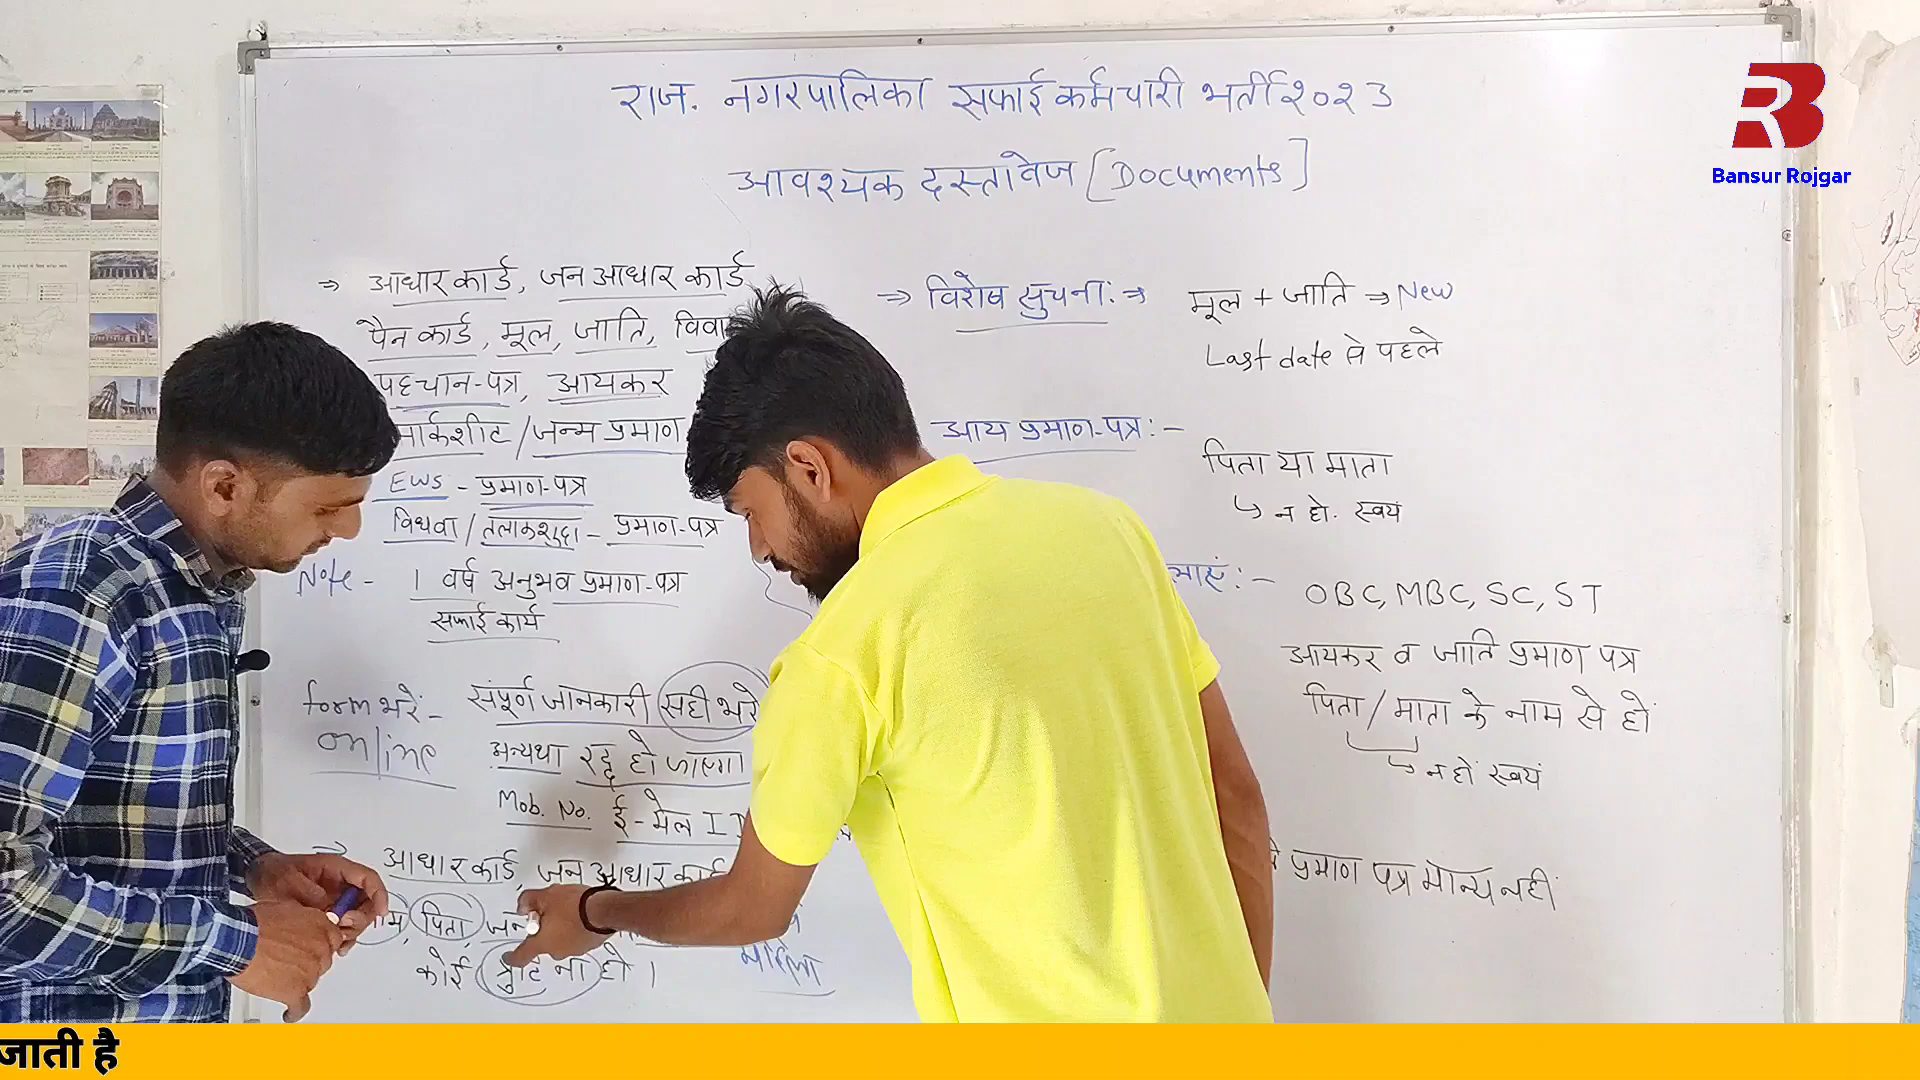 राज. नगरपालिका सफाई कर्मचारी भर्ती २०२३
आवश्यक दस्तावेज [Documents]
Bansur Rojgar
⇒ आधार कार्ड, जन आधार कार्ड
पैन कार्ड, मूल, जाति, विवा
पहचान-पत्र, आयकर
मार्कशीट / जन्म प्रमाण
EWS - प्रमाण-पत्र
विधवा / तलाकशुदा - प्रमाण-पत्र
Note - 1 वर्ष अनुभव प्रमाण-पत्र
सफाई कार्य
form भरें - संपूर्ण जानकारी सही भरे
online अन्यथा रद्द हो जाएगा
Mob. No. ई-मेल I
⇒ आधार कार्ड, जन आधार कार्ड
नाम, पिता, जन्
कोई त्रुटि ना हो ।
महिला
⇒ विशेष सुचना: ⇒ मूल + जाति ⇒ New
Last date से पहले
आय प्रमाण-पत्र :-
पिता या माता
↳ न हो. स्वयं
लाएं :- OBC, MBC, SC, ST
आयकर व जाति प्रमाण पत्र
पिता / माता के नाम से हों
↳ न हों स्वयं
प्रमाण पत्र मान्य नहीं
जाती है